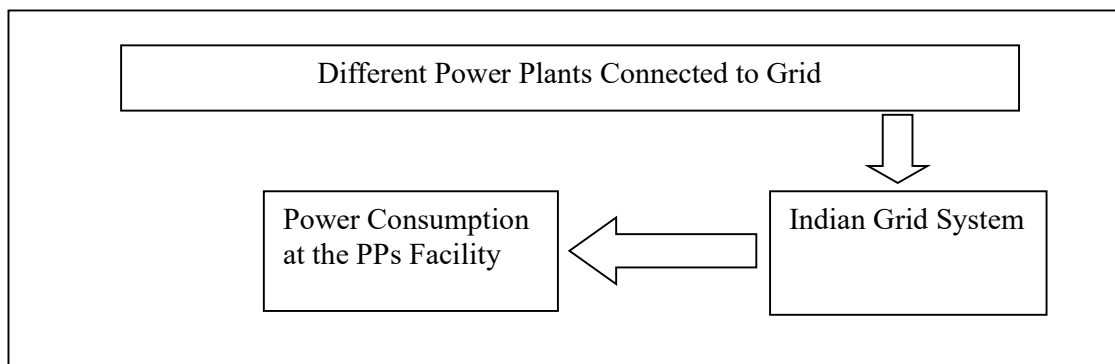 Different Power Plants Connected to Grid
Power Consumption
at the PPs Facility
Indian Grid System